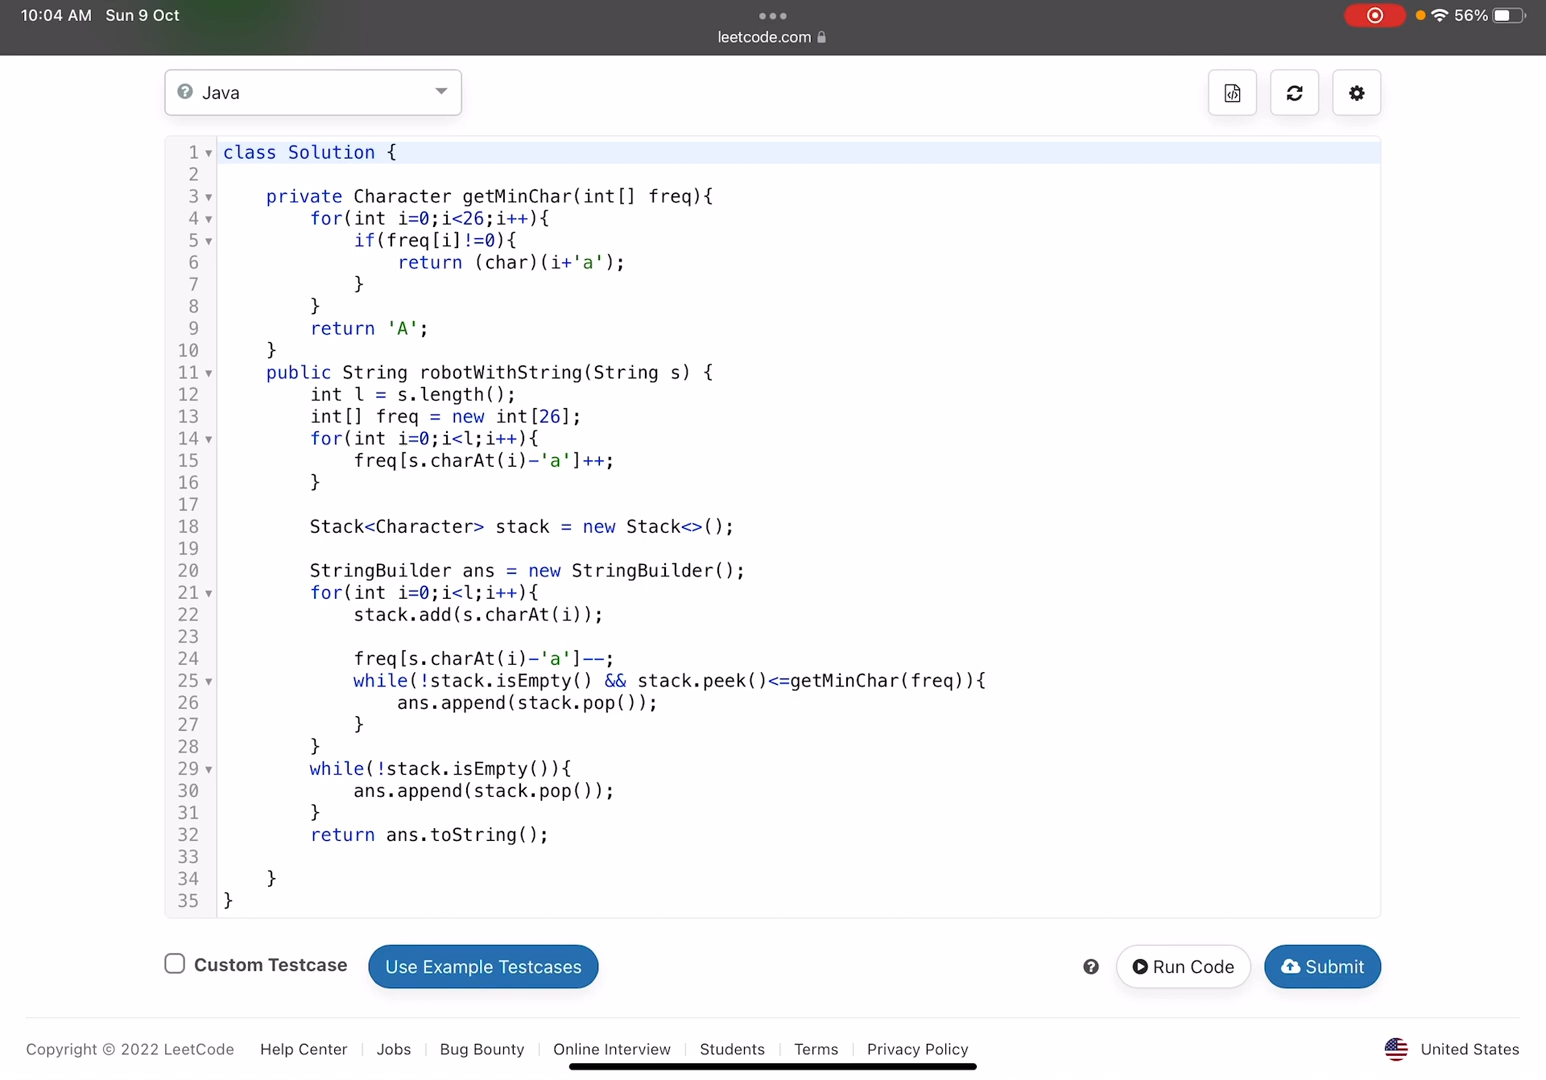 10:04 AM Sun 9 Oct
leetcode.com
Java
1 class Solution {
2
3     private Character getMinChar(int[] freq){
4         for(int i=0;i<26;i++){
5             if(freq[i]!=0){
6                 return (char)(i+'a');
7             }
8         }
9         return 'A';
10     }
11     public String robotWithString(String s) {
12         int l = s.length();
13         int[] freq = new int[26];
14         for(int i=0;i<l;i++){
15             freq[s.charAt(i)-'a']++;
16         }
17
18         Stack<Character> stack = new Stack<>();
19
20         StringBuilder ans = new StringBuilder();
21         for(int i=0;i<l;i++){
22             stack.add(s.charAt(i));
23
24             freq[s.charAt(i)-'a']--;
25             while(!stack.isEmpty() && stack.peek()<=getMinChar(freq)){
26                 ans.append(stack.pop());
27             }
28         }
29         while(!stack.isEmpty()){
30             ans.append(stack.pop());
31         }
32         return ans.toString();
33
34     }
35 }
56%
Custom Testcase
Use Example Testcases
? Run Code Submit
Copyright © 2022 LeetCode Help Center | Jobs | Bug Bounty | Online Interview | Students | Terms | Privacy Policy United States